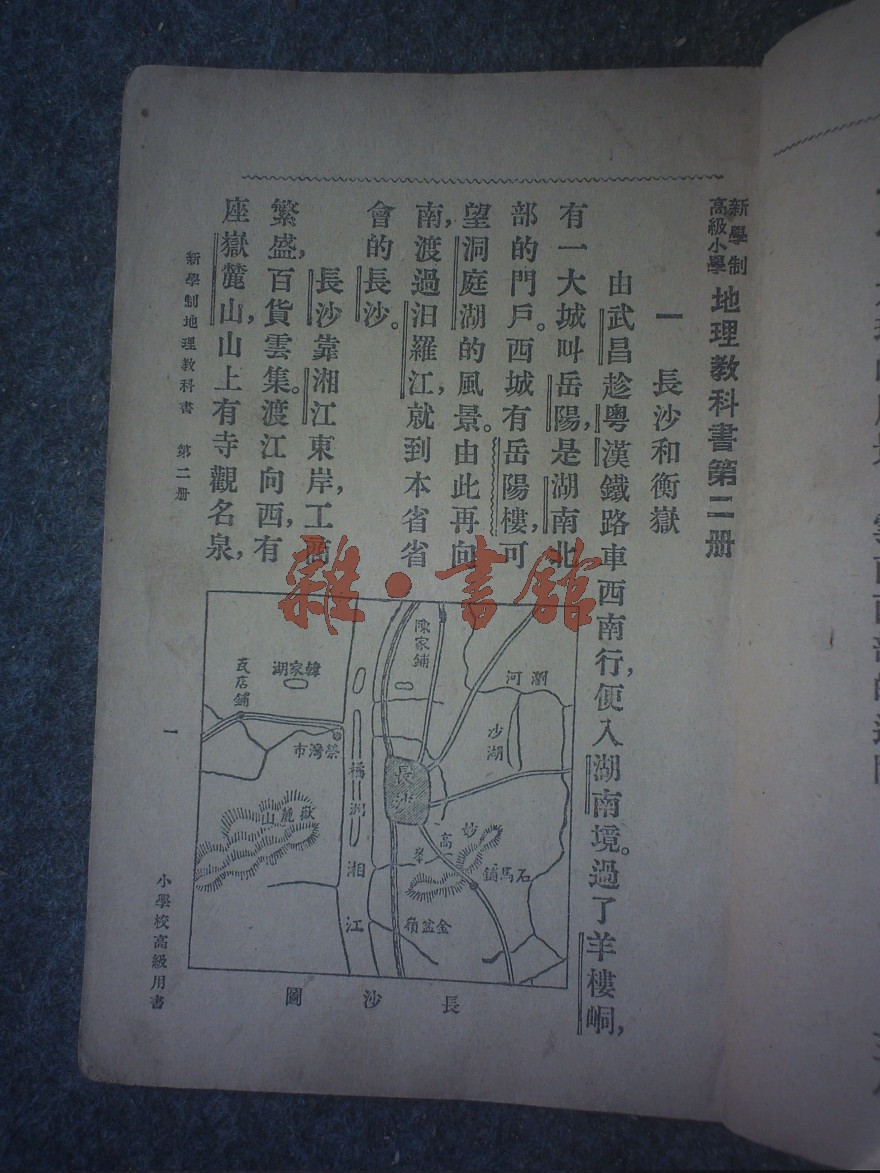 新學制
高級小學
地理教科書第二册
一　長沙和衡嶽
由武昌趁粵漢鐵路車西南行，便入湖南境。過了羊樓峒，
有一大城叫岳陽，是湖南北
部的門戶。西城有岳陽樓，可
望洞庭湖的風景。由此再向
南，渡過汨羅江，就到本省省
會的長沙。
長沙靠湘江東岸，工商
繁盛，百貨雲集。渡江向西，有
座嶽麓山，山上有寺觀名泉，
瀏河
沙湖
陳家鋪
長沙
妙高峯
石馬鋪
金盆嶺
橘洲
湘江
韓家湖
瓦店鋪
榮灣市
嶽麓山
長沙圖
新學制地理教科書　第二册
一
小學校高級用書
雜·書館